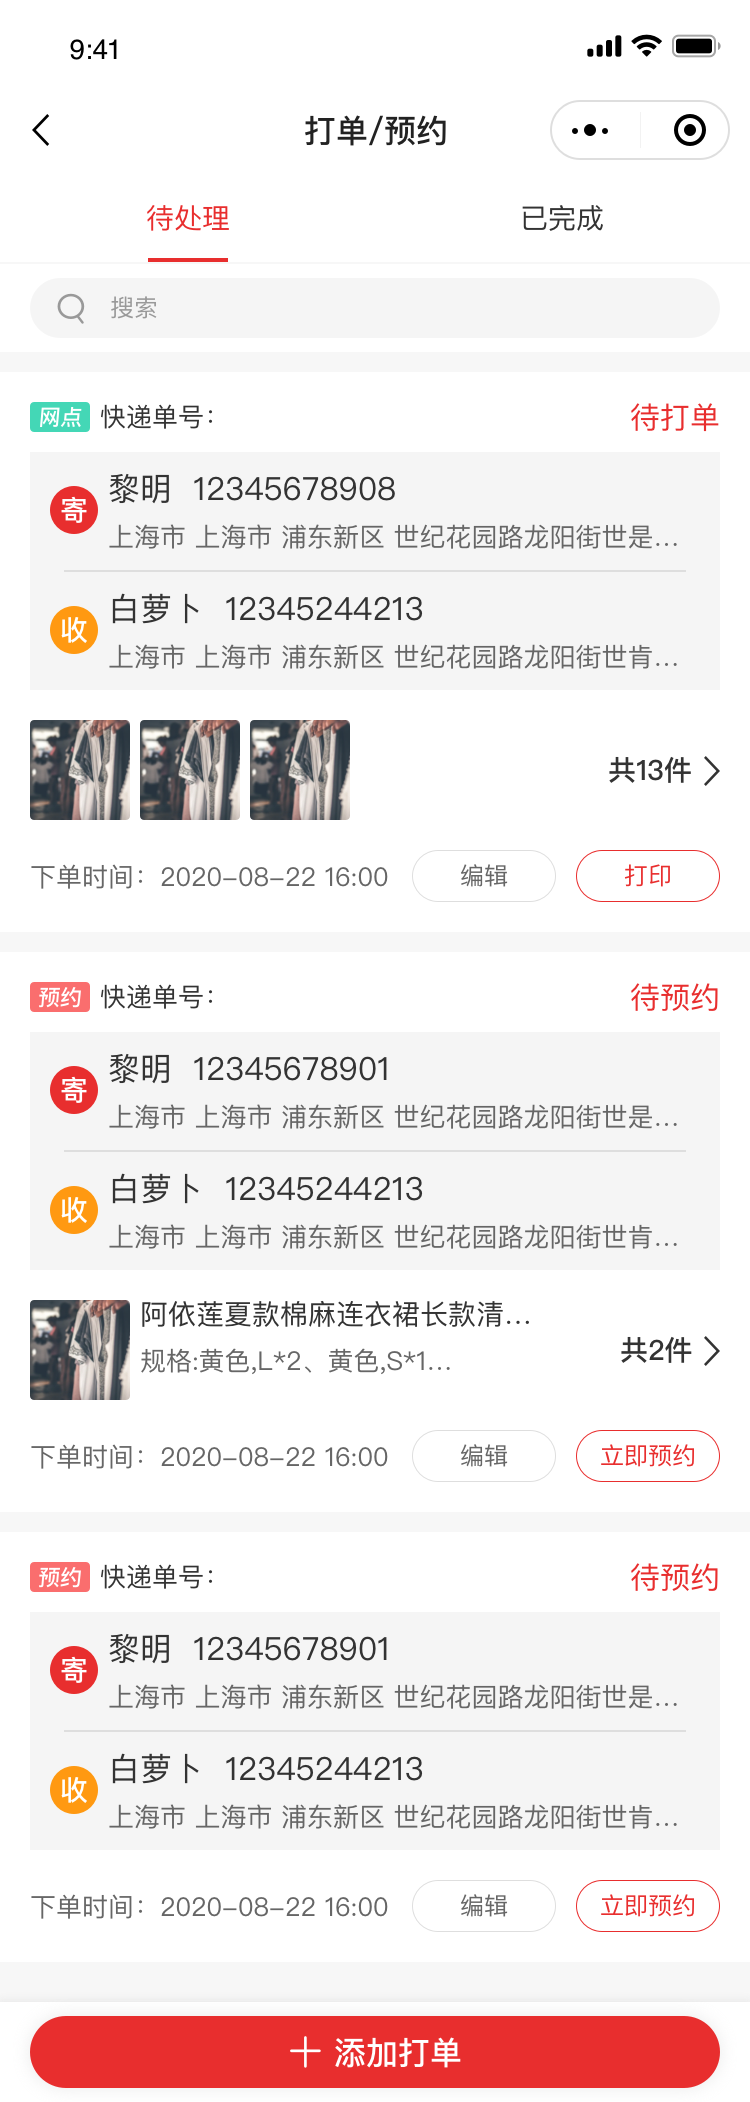 9:41
打单/预约
待处理 已完成
搜索
网点 快递单号: 待打单
寄 黎明 12345678908
上海市 上海市 浦东新区 世纪花园路龙阳街世是...
收 白萝卜 12345244213
上海市 上海市 浦东新区 世纪花园路龙阳街世肯...
共13件
下单时间: 2020-08-22 16:00 编辑 打印
预约 快递单号: 待预约
寄 黎明 12345678901
上海市 上海市 浦东新区 世纪花园路龙阳街世是...
收 白萝卜 12345244213
上海市 上海市 浦东新区 世纪花园路龙阳街世肯...
阿依莲夏款棉麻连衣裙长款清...
规格:黄色,L*2、黄色,S*1...
共2件
下单时间: 2020-08-22 16:00 编辑 立即预约
预约 快递单号: 待预约
寄 黎明 12345678901
上海市 上海市 浦东新区 世纪花园路龙阳街世是...
收 白萝卜 12345244213
上海市 上海市 浦东新区 世纪花园路龙阳街世肯...
下单时间: 2020-08-22 16:00 编辑 立即预约
添加打单